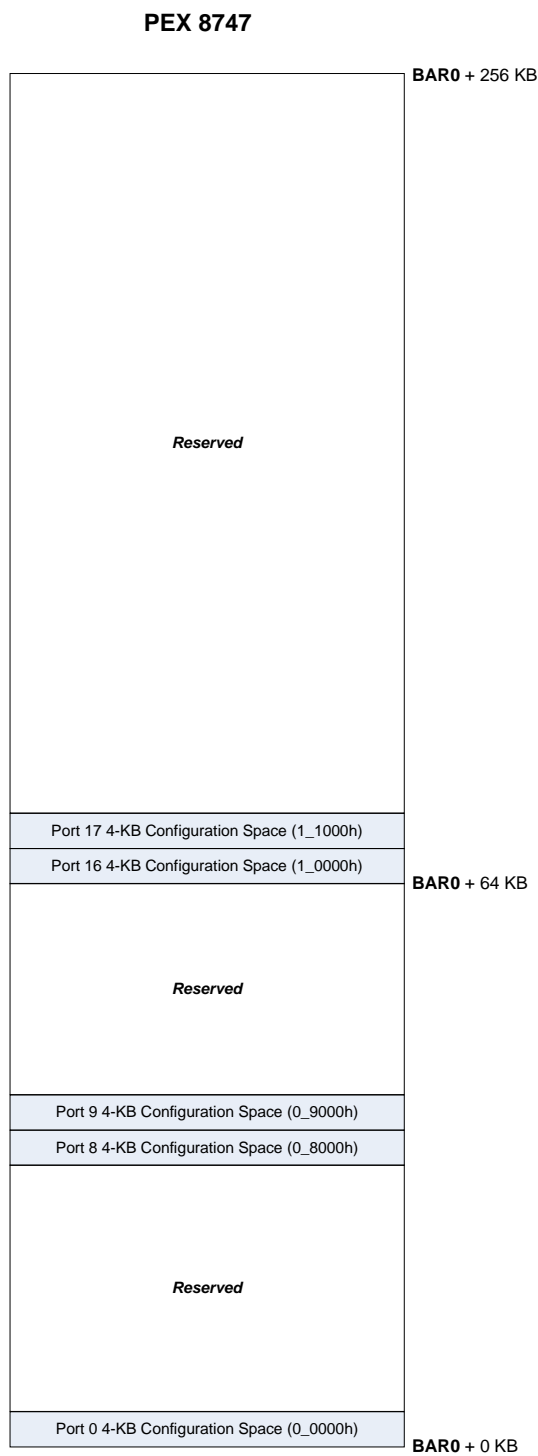 PEX 8747
BAR0 + 256 KB
Reserved
Port 17 4-KB Configuration Space (1_1000h)
Port 16 4-KB Configuration Space (1_0000h)
BAR0 + 64 KB
Reserved
Port 9 4-KB Configuration Space (0_9000h)
Port 8 4-KB Configuration Space (0_8000h)
Reserved
Port 0 4-KB Configuration Space (0_0000h)
BAR0 + 0 KB